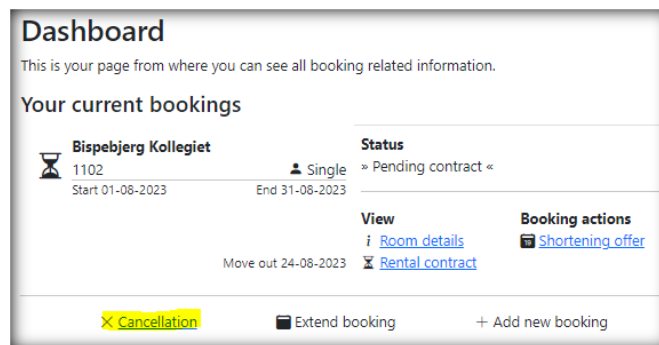 Dashboard
This is your page from where you can see all booking related information.
Your current bookings
Bispebjerg Kollegiet
1102 Single
Start 01-08-2023 End 31-08-2023
Move out 24-08-2023
Status
» Pending contract «
View
i Room details
Rental contract
Booking actions
19 Shortening offer
Cancellation
Extend booking
+ Add new booking